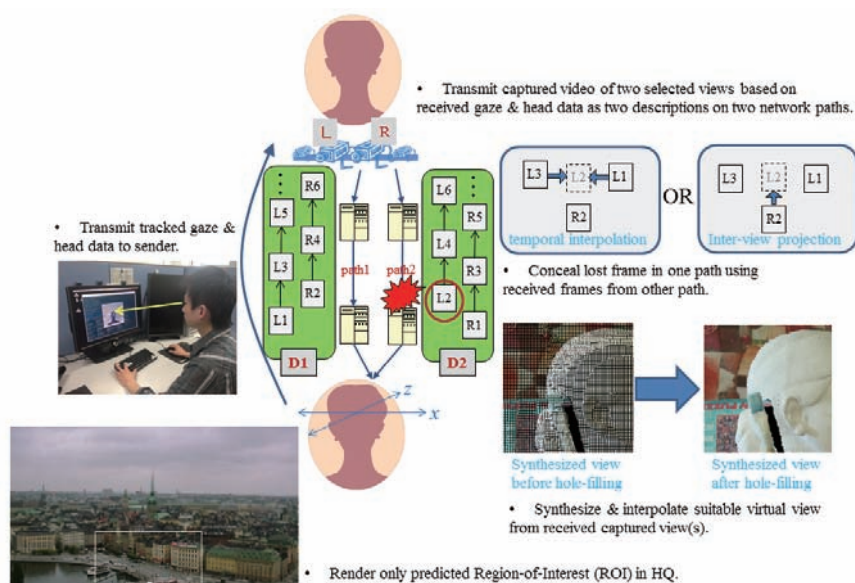 • Transmit captured video of two selected views based on
received gaze & head data as two descriptions on two network paths.
L R
• Transmit tracked gaze &
head data to sender.
R6
L5
R4
L3
R2
L1
D1
path1
path2
L6
R5
L4
R3
L2
R1
D2
L3 L2 L1
R2
temporal interpolation
OR
L3 L2 L1
R2
Inter-view projection
• Conceal lost frame in one path using
received frames from other path.
z
x
Synthesized view
before hole-filling
Synthesized view
after hole-filling
• Synthesize & interpolate suitable virtual view
from received captured view(s).
• Render only predicted Region-of-Interest (ROI) in HQ.